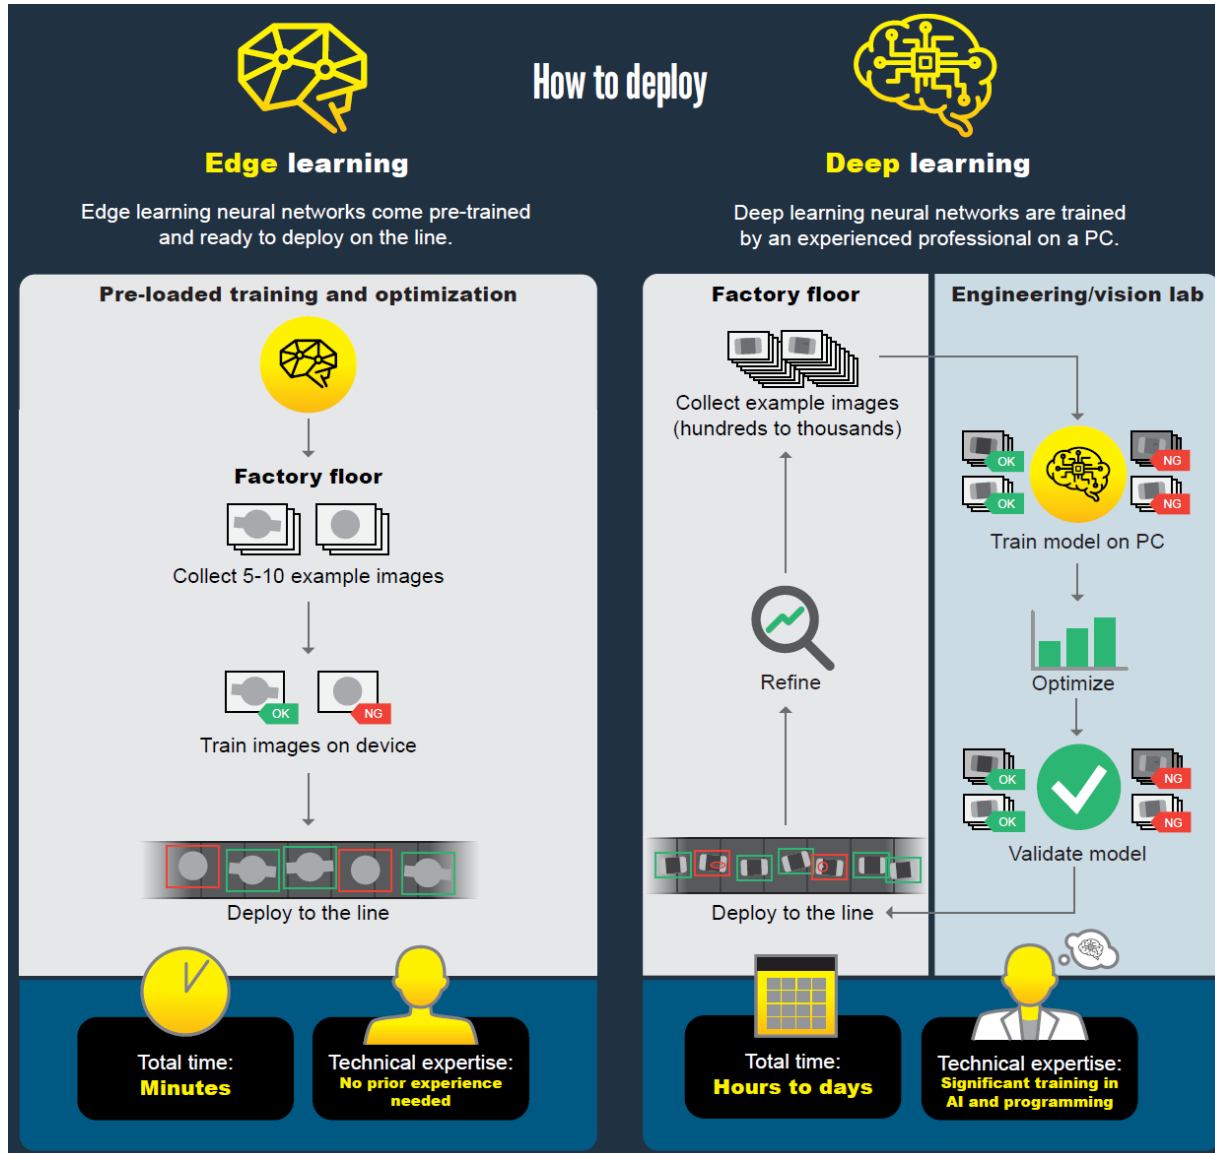 How to deploy
Edge learning
Edge learning neural networks come pre-trained
and ready to deploy on the line.
Pre-loaded training and optimization
Factory floor
Collect 5-10 example images
OK
NG
Train images on device
Deploy to the line
Total time:
Minutes
Technical expertise:
No prior experience
needed
Deep learning
Deep learning neural networks are trained
by an experienced professional on a PC.
Factory floor
Collect example images
(hundreds to thousands)
Refine
Deploy to the line
Engineering/vision lab
OK
NG
OK
NG
Train model on PC
Optimize
OK
NG
OK
NG
Validate model
Total time:
Hours to days
Technical expertise:
Significant training in
AI and programming